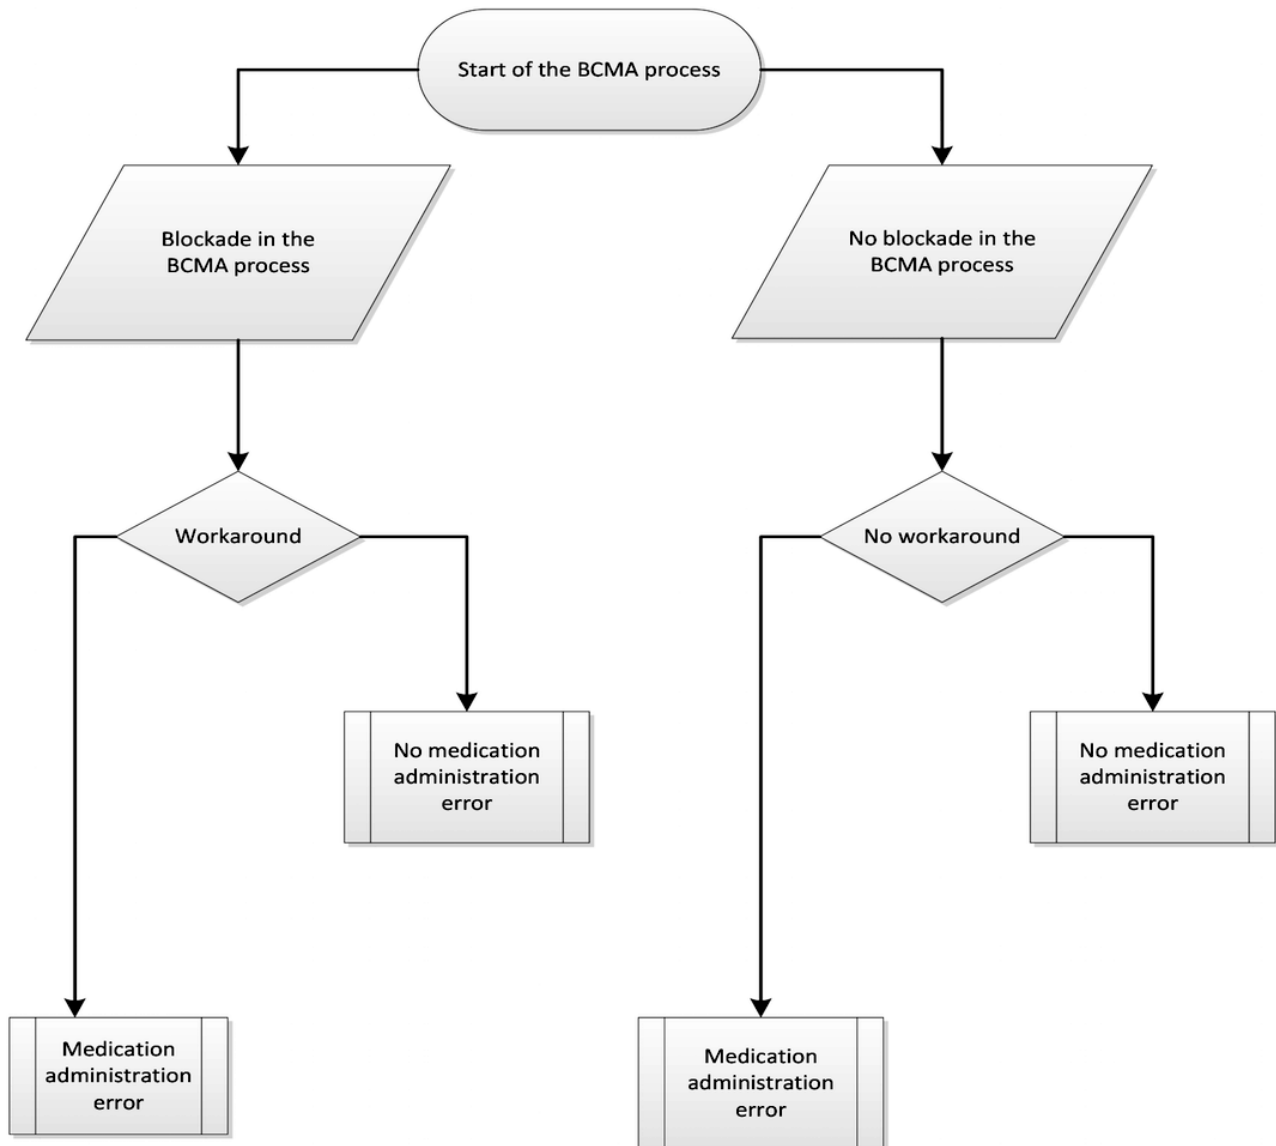 Start of the BCMA process
Blockade in the
BCMA process
No blockade in the
BCMA process
Workaround
No workaround
No medication
administration
error
No medication
administration
error
Medication
administration
error
Medication
administration
error